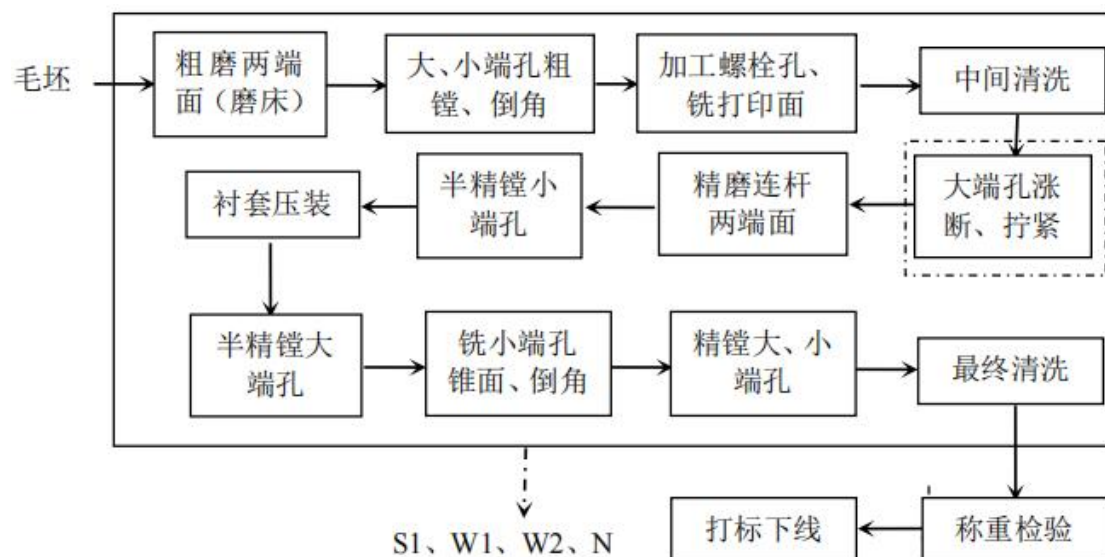 毛坯
粗磨两端
面（磨床）
大、小端孔粗
镗、倒角
加工螺栓孔、
铣打印面
中间清洗
大端孔涨
断、拧紧
精磨连杆
两端面
半精镗小
端孔
衬套压装
半精镗大
端孔
铣小端孔
锥面、倒角
精镗大、小
端孔
最终清洗
称重检验
打标下线
S1、W1、W2、N